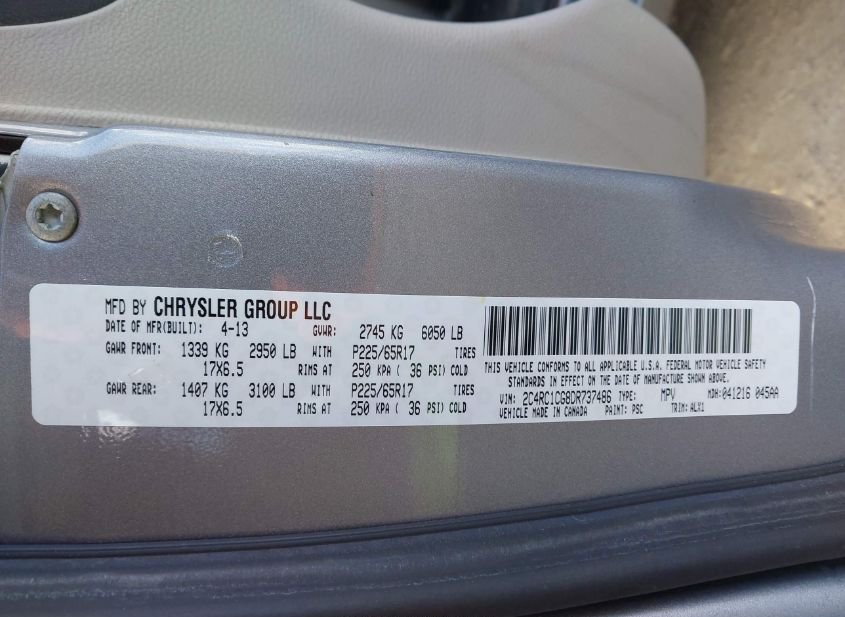 MFD BY CHRYSLER GROUP LLC
DATE OF MFR(BUILT): 4-13 GVWR: 2745 KG 6050 LB
GAWR FRONT: 1339 KG 2950 LB WITH P225/65R17 TIRES
17X6.5 RIMS AT 250 KPA ( 36 PSI) COLD
GAWR REAR: 1407 KG 3100 LB WITH P225/65R17 TIRES
17X6.5 RIMS AT 250 KPA ( 36 PSI) COLD
THIS VEHICLE CONFORMS TO ALL APPLICABLE U.S.A. FEDERAL MOTOR VEHICLE SAFETY
STANDARDS IN EFFECT ON THE DATE OF MANUFACTURE SHOWN ABOVE.
VIN: 2C4RC1CG8DR737486 TYPE: MPV MDH:041216 045AA
VEHICLE MADE IN CANADA PAINT: PSC TRIM: ALX1